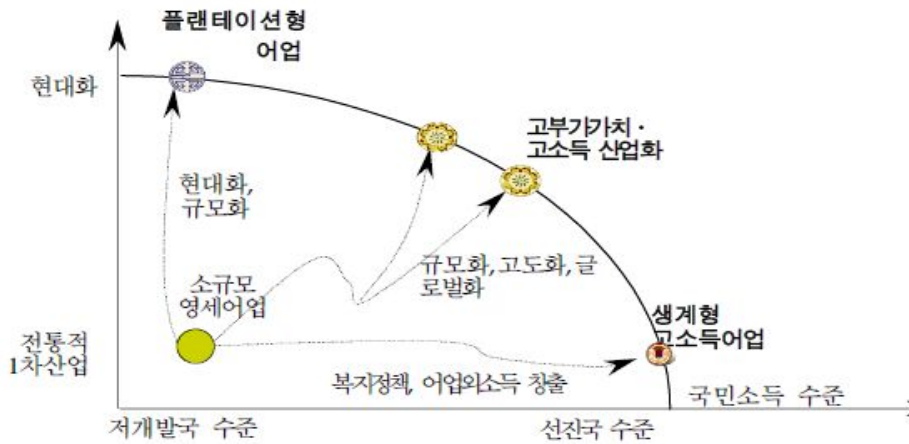 플랜테이션형
어업
현대화
고부가가치·
고소득 산업화
현대화,
규모화
규모화, 고도화, 글
로벌화
소규모
영세어업
생계형
고소득어업
전통적
1차산업
복지정책, 어업외소득 창출
국민소득 수준
저개발국 수준
선진국 수준